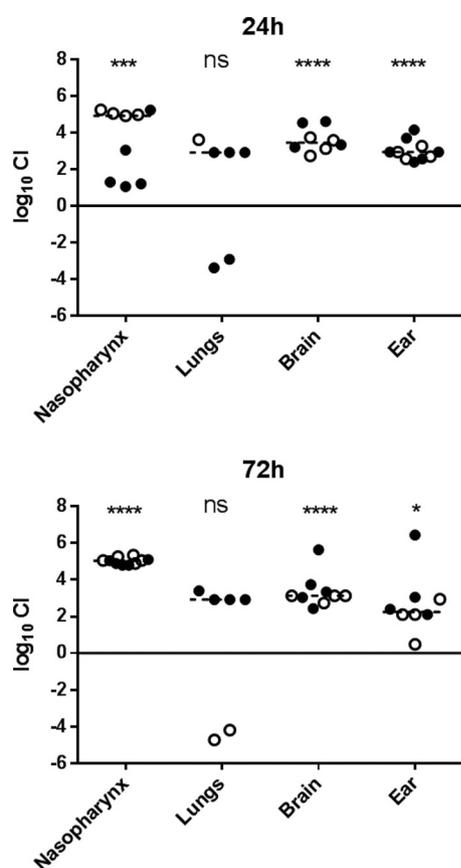 24h
*** ns **** ****
8
6
4
2
0
-2
-4
-6
log10 CI
Nasopharynx
Lungs
Brain
Ear
72h
**** ns **** *
8
6
4
2
0
-2
-4
-6
log10 CI
Nasopharynx
Lungs
Brain
Ear